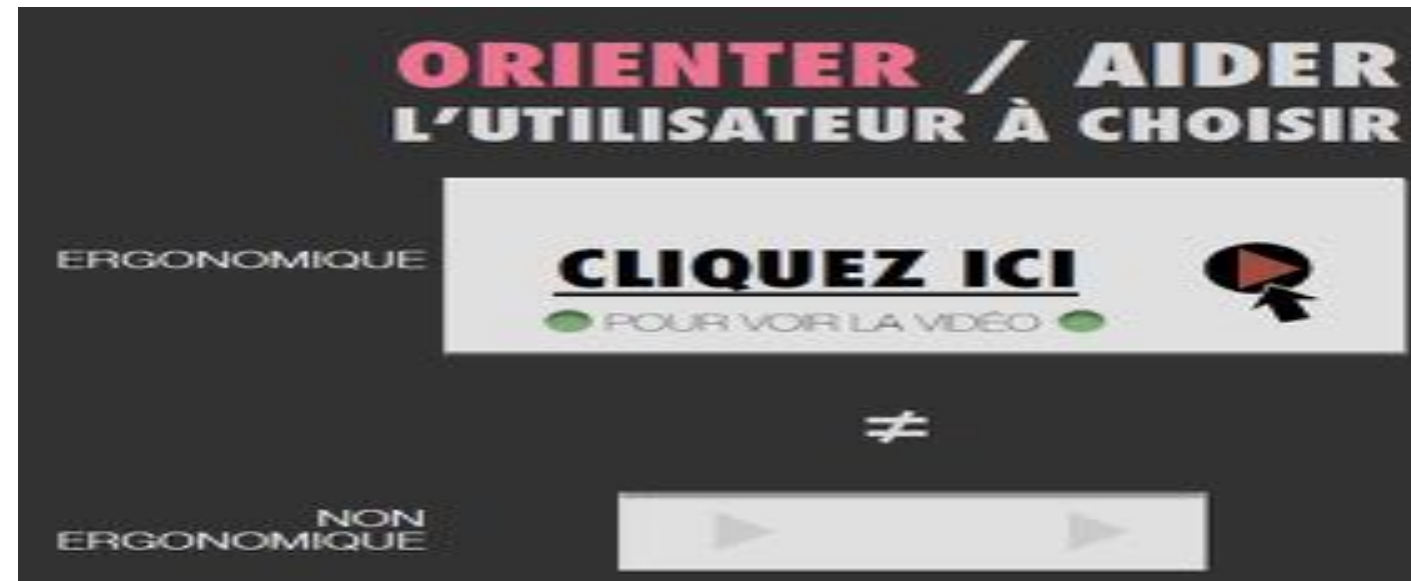 ORIENTER / AIDER
L'UTILISATEUR À CHOISIR
ERGONOMIQUE
CLIQUEZ ICI
POUR VOIR LA VIDÉO
≠
NON
ERGONOMIQUE